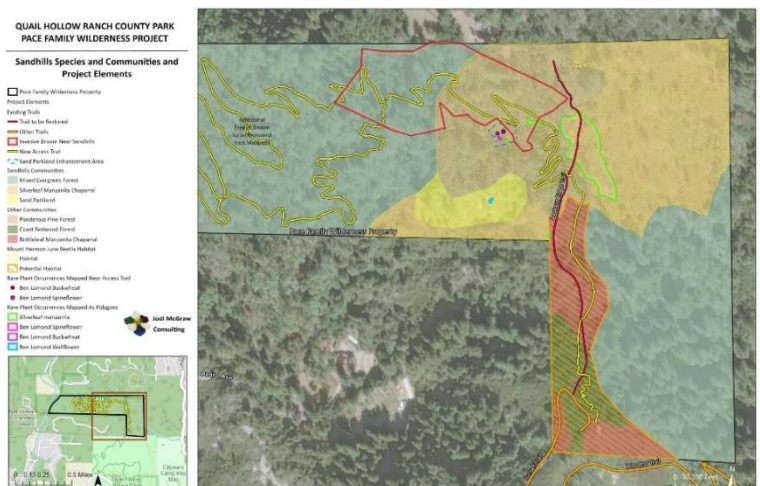 QUAIL HOLLOW RANCH COUNTY PARK
PACE FAMILY WILDERNESS PROJECT
Sandhills Species and Communities and
Project Elements
Pace Family Wilderness Property
Project Elements
Existing Trails
Trail to be Restored
Other Trails
Invasive Broom Near Sandhills
New Access Trail
Sand Parkland Enhancement Area
Sandhills Communities
Mixed Evergreen Forest
Silverleaf Manzanita Chaparral
Sand Parkland
Other Communities
Ponderosa Pine Forest
Coast Redwood Forest
Brittleleaf Manzanita Chaparral
Mount Hermon June Beetle Habitat
Habitat
Potential Habitat
Rare Plant Occurrences Mapped Near Access Trail
Ben Lomond Buckwheat
Ben Lomond Spineflower
Rare Plant Occurrences Mapped As Polygons
Silverleaf manzanita
Ben Lomond Spineflower
Ben Lomond Buckwheat
Ben Lomond Wallflower
Jodi McGraw
Consulting
0.5 Miles
Additional
Pace Family Wilderness Property
Feet
N